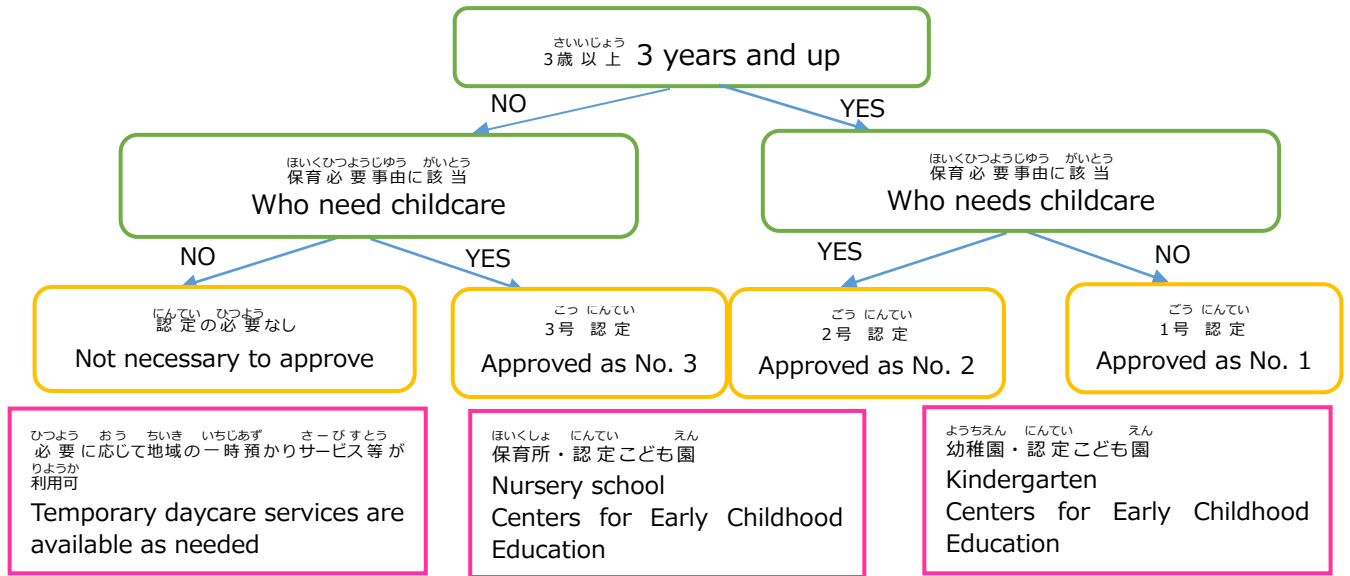 さいいじょう
3歳以上 3 years and up
NO
YES
ほいくひつようじゆう がいとう
保育必要事由に該当
Who need childcare
ほいくひつようじゆう がいとう
保育必要事由に該当
Who needs childcare
NO
YES
YES
NO
にんてい ひつよう
認定の必要なし
Not necessary to approve
ごう にんてい
3号 認定
Approved as No. 3
ごう にんてい
2号 認定
Approved as No. 2
ごう にんてい
1号 認定
Approved as No. 1
ひつよう おう ちいき いちじあず さーびすとう
必要に応じて地域の一時預かりサービス等が
りようか
利用可
Temporary daycare services are
available as needed
ほいくしょ にんてい えん
保育所・認定こども園
Nursery school
Centers for Early Childhood
Education
ようちえん にんてい えん
幼稚園・認定こども園
Kindergarten
Centers for Early Childhood
Education